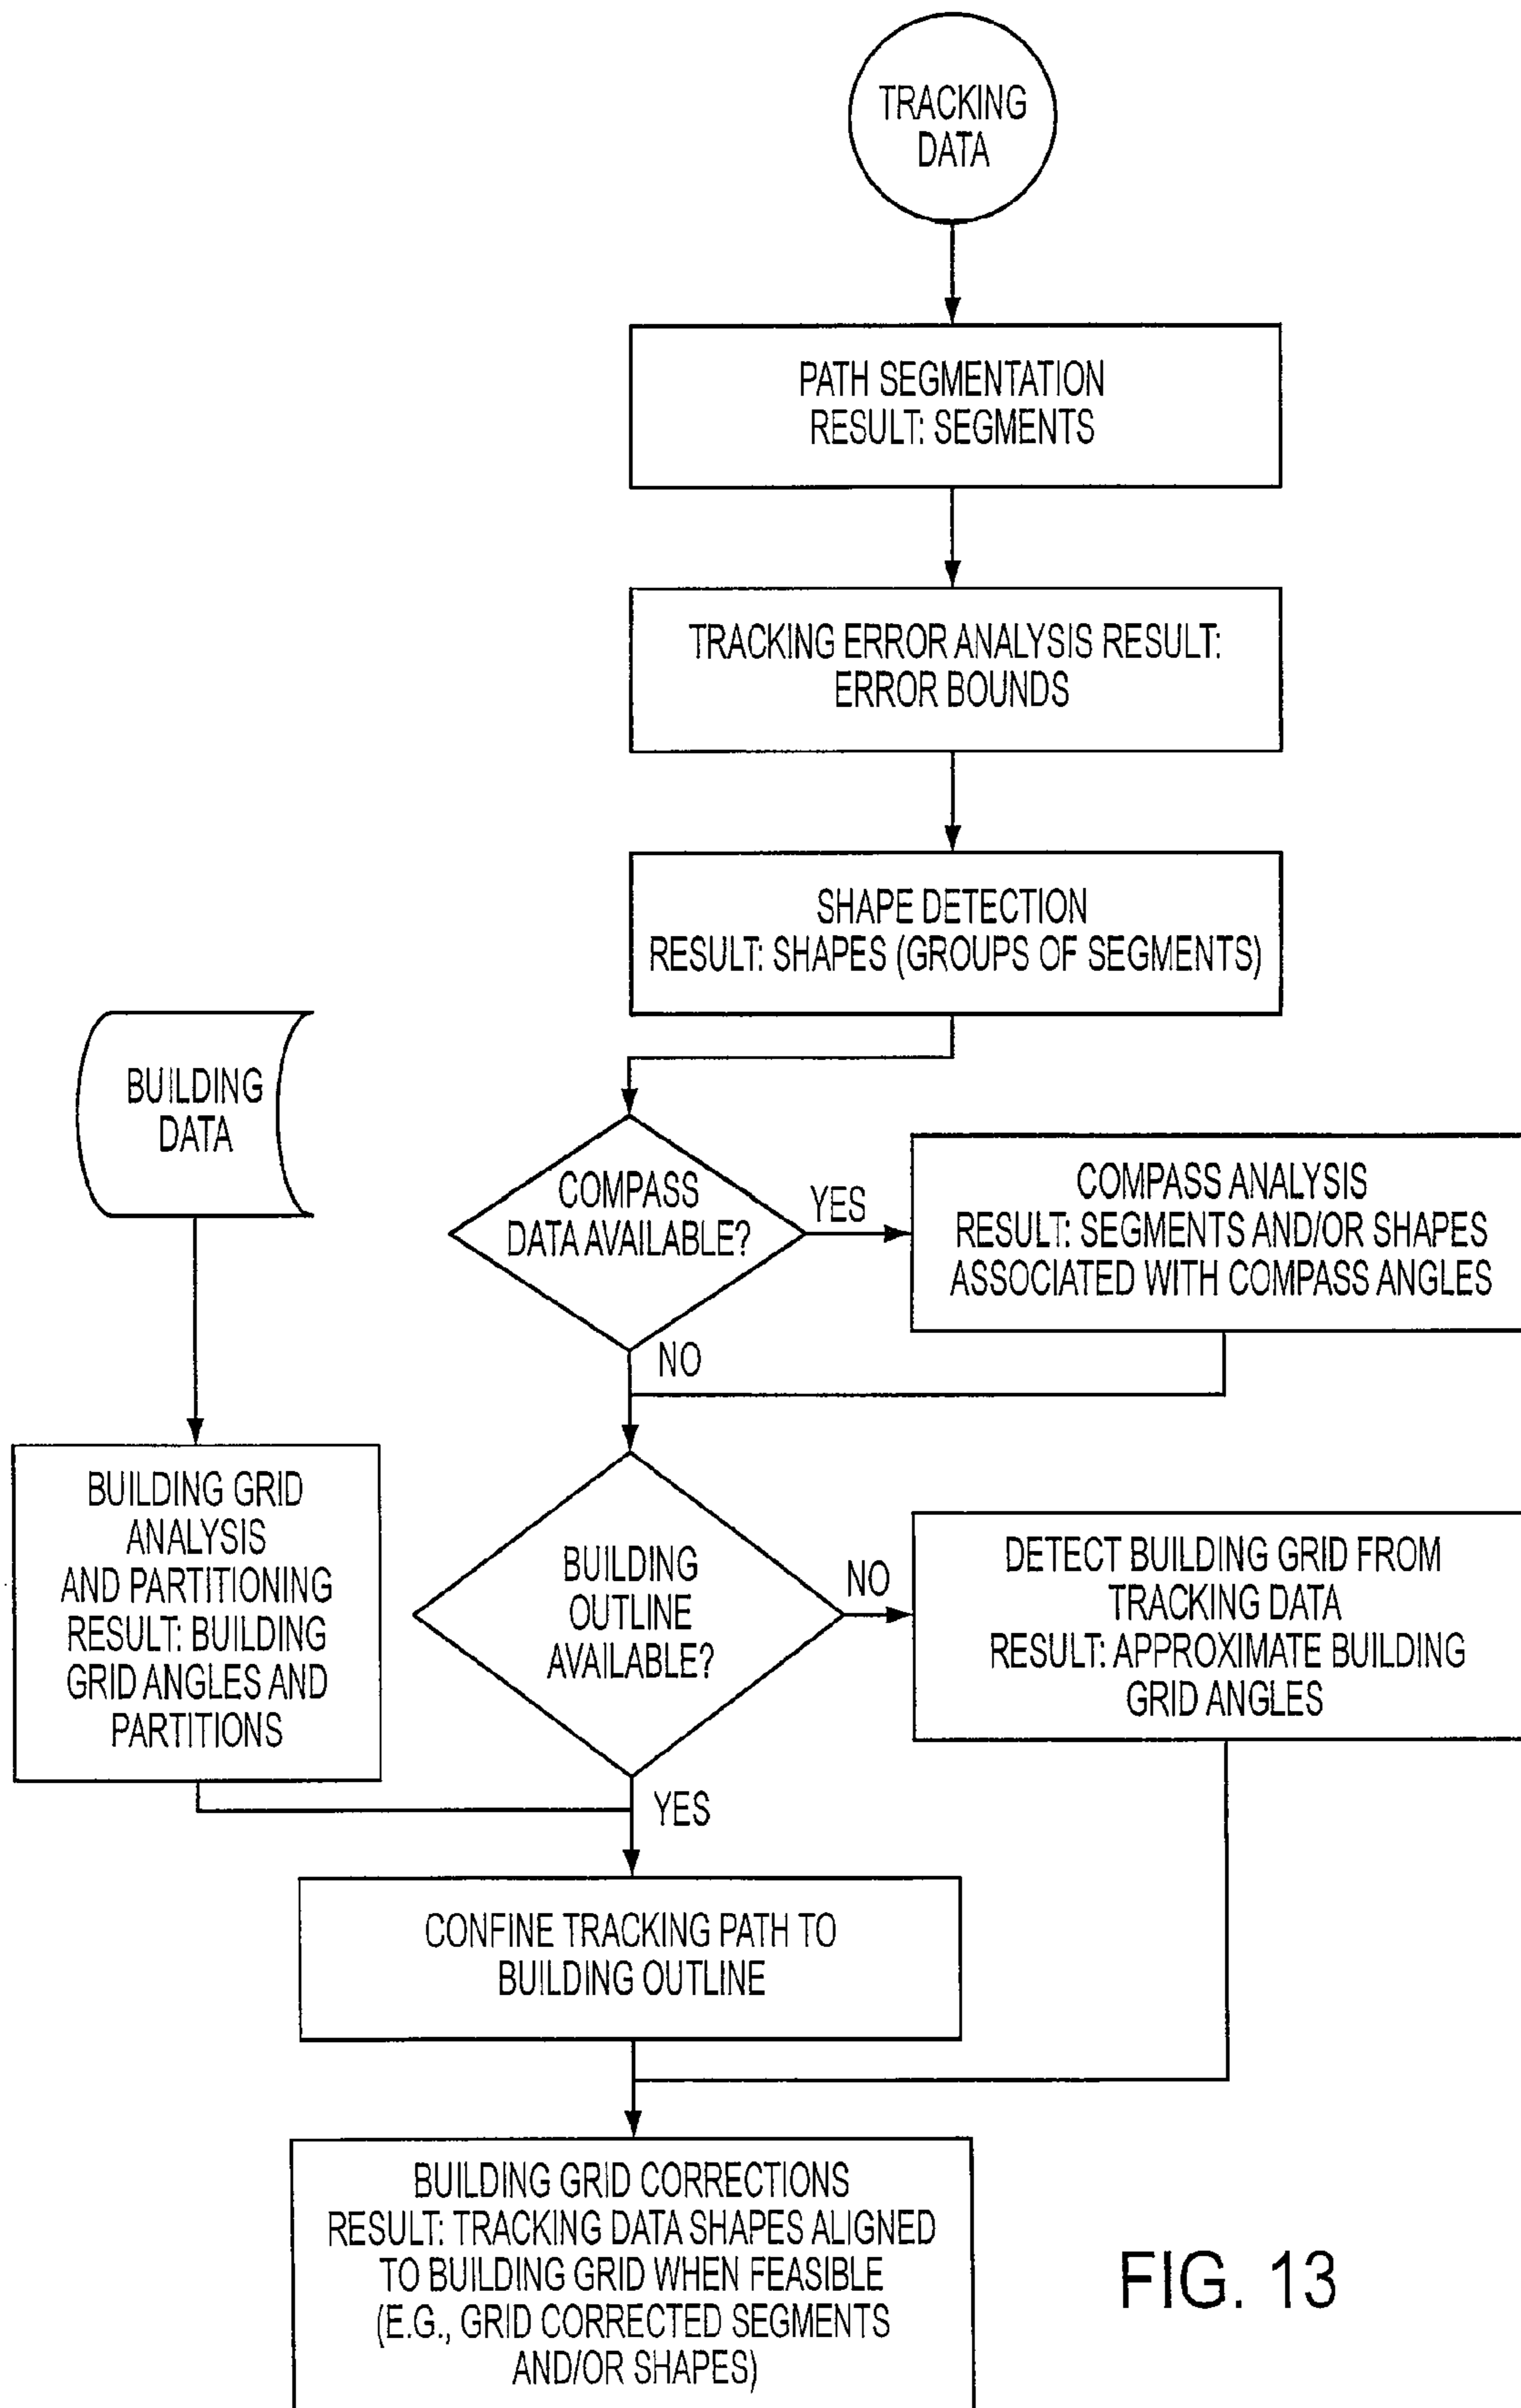 TRACKING
DATA
PATH SEGMENTATION
RESULT: SEGMENTS
TRACKING ERROR ANALYSIS RESULT:
ERROR BOUNDS
SHAPE DETECTION
RESULT: SHAPES (GROUPS OF SEGMENTS)
BUILDING
DATA
COMPASS
DATA AVAILABLE?
YES
COMPASS ANALYSIS
RESULT: SEGMENTS AND/OR SHAPES
ASSOCIATED WITH COMPASS ANGLES
NO
BUILDING GRID
ANALYSIS
AND PARTITIONING
RESULT: BUILDING
GRID ANGLES AND
PARTITIONS
BUILDING
OUTLINE
AVAILABLE?
NO
DETECT BUILDING GRID FROM
TRACKING DATA
RESULT: APPROXIMATE BUILDING
GRID ANGLES
YES
CONFINE TRACKING PATH TO
BUILDING OUTLINE
BUILDING GRID CORRECTIONS
RESULT: TRACKING DATA SHAPES ALIGNED
TO BUILDING GRID WHEN FEASIBLE
(E.G., GRID CORRECTED SEGMENTS
AND/OR SHAPES)
FIG. 13